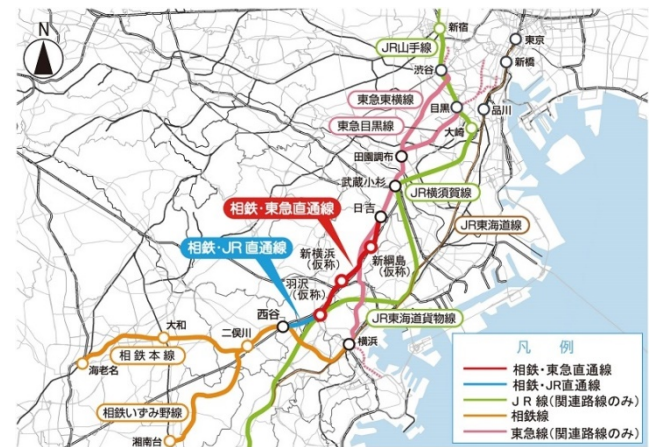 N
新宿
JR山手線
東京
新橋
渋谷
東急東横線
目黒
品川
東急目黒線
大崎
田園調布
武蔵小杉
JR横須賀線
相鉄・東急直通線
日吉
JR東海道線
相鉄・JR直通線
新横浜
(仮称)
新綱島
(仮称)
羽沢
(仮称)
西谷
JR東海道貨物線
大和
二俣川
横浜
相鉄本線
海老名
相鉄いずみ野線
湘南台
凡 例
相鉄・東急直通線
相鉄・JR直通線
JR線(関連路線のみ)
相鉄線
東急線(関連路線のみ)